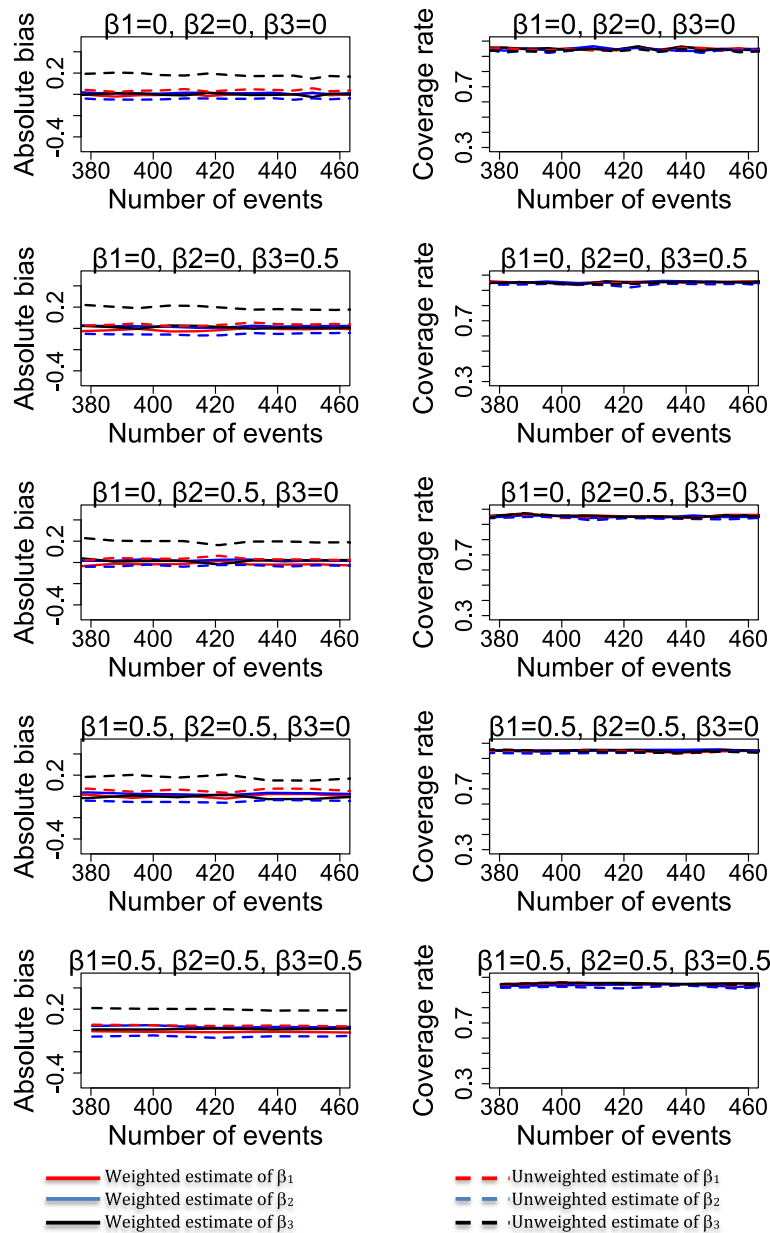 β1=0, β2=0, β3=0
Absolute bias
0.2
-0.4
380 400 420 440 460
Number of events
β1=0, β2=0, β3=0
Coverage rate
0.7
0.3
380 400 420 440 460
Number of events
β1=0, β2=0, β3=0.5
Absolute bias
0.2
-0.4
380 400 420 440 460
Number of events
β1=0, β2=0, β3=0.5
Coverage rate
0.7
0.3
380 400 420 440 460
Number of events
β1=0, β2=0.5, β3=0
Absolute bias
0.2
-0.4
380 400 420 440 460
Number of events
β1=0, β2=0.5, β3=0
Coverage rate
0.7
0.3
380 400 420 440 460
Number of events
β1=0.5, β2=0.5, β3=0
Absolute bias
0.2
-0.4
380 400 420 440 460
Number of events
β1=0.5, β2=0.5, β3=0
Coverage rate
0.7
0.3
380 400 420 440 460
Number of events
β1=0.5, β2=0.5, β3=0.5
Absolute bias
0.2
-0.4
380 400 420 440 460
Number of events
β1=0.5, β2=0.5, β3=0.5
Coverage rate
0.7
0.3
380 400 420 440 460
Number of events
Weighted estimate of β₁
Weighted estimate of β₂
Weighted estimate of β₃
Unweighted estimate of β₁
Unweighted estimate of β₂
Unweighted estimate of β₃